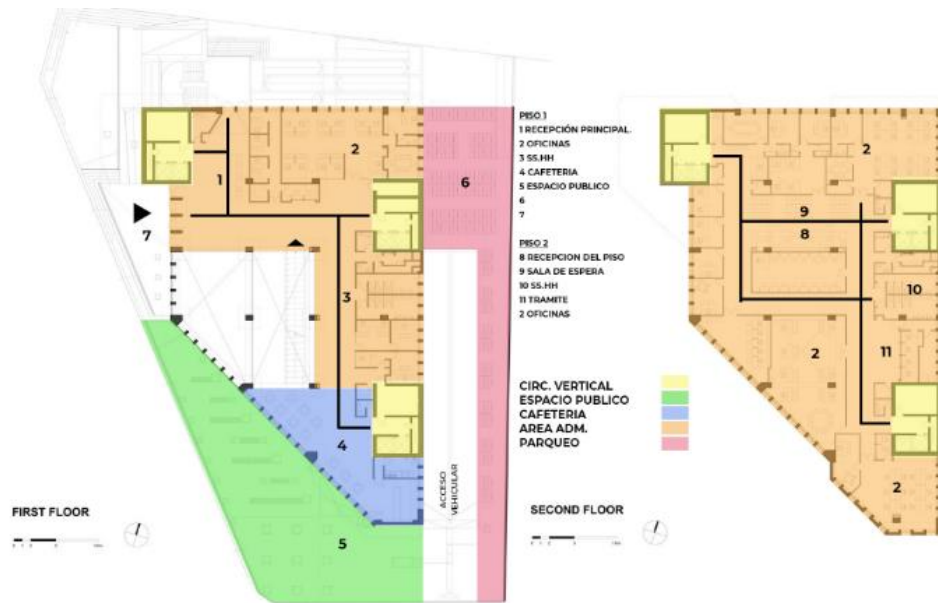 PISO 1
1 RECEPCIÓN PRINCIPAL.
2 OFICINAS
3 SS.HH
4 CAFETERIA
5 ESPACIO PUBLICO
6
7
PISO 2
8 RECEPCION DEL PISO
9 SALA DE ESPERA
10 SS.HH
11 TRAMITE
2 OFICINAS
CIRC. VERTICAL
ESPACIO PUBLICO
CAFETERIA
AREA ADM.
PARQUEO
1
2
3
4
5
6
7
ACCESO
VEHICULAR
FIRST FLOOR
2
9
8
10
2
11
2
SECOND FLOOR